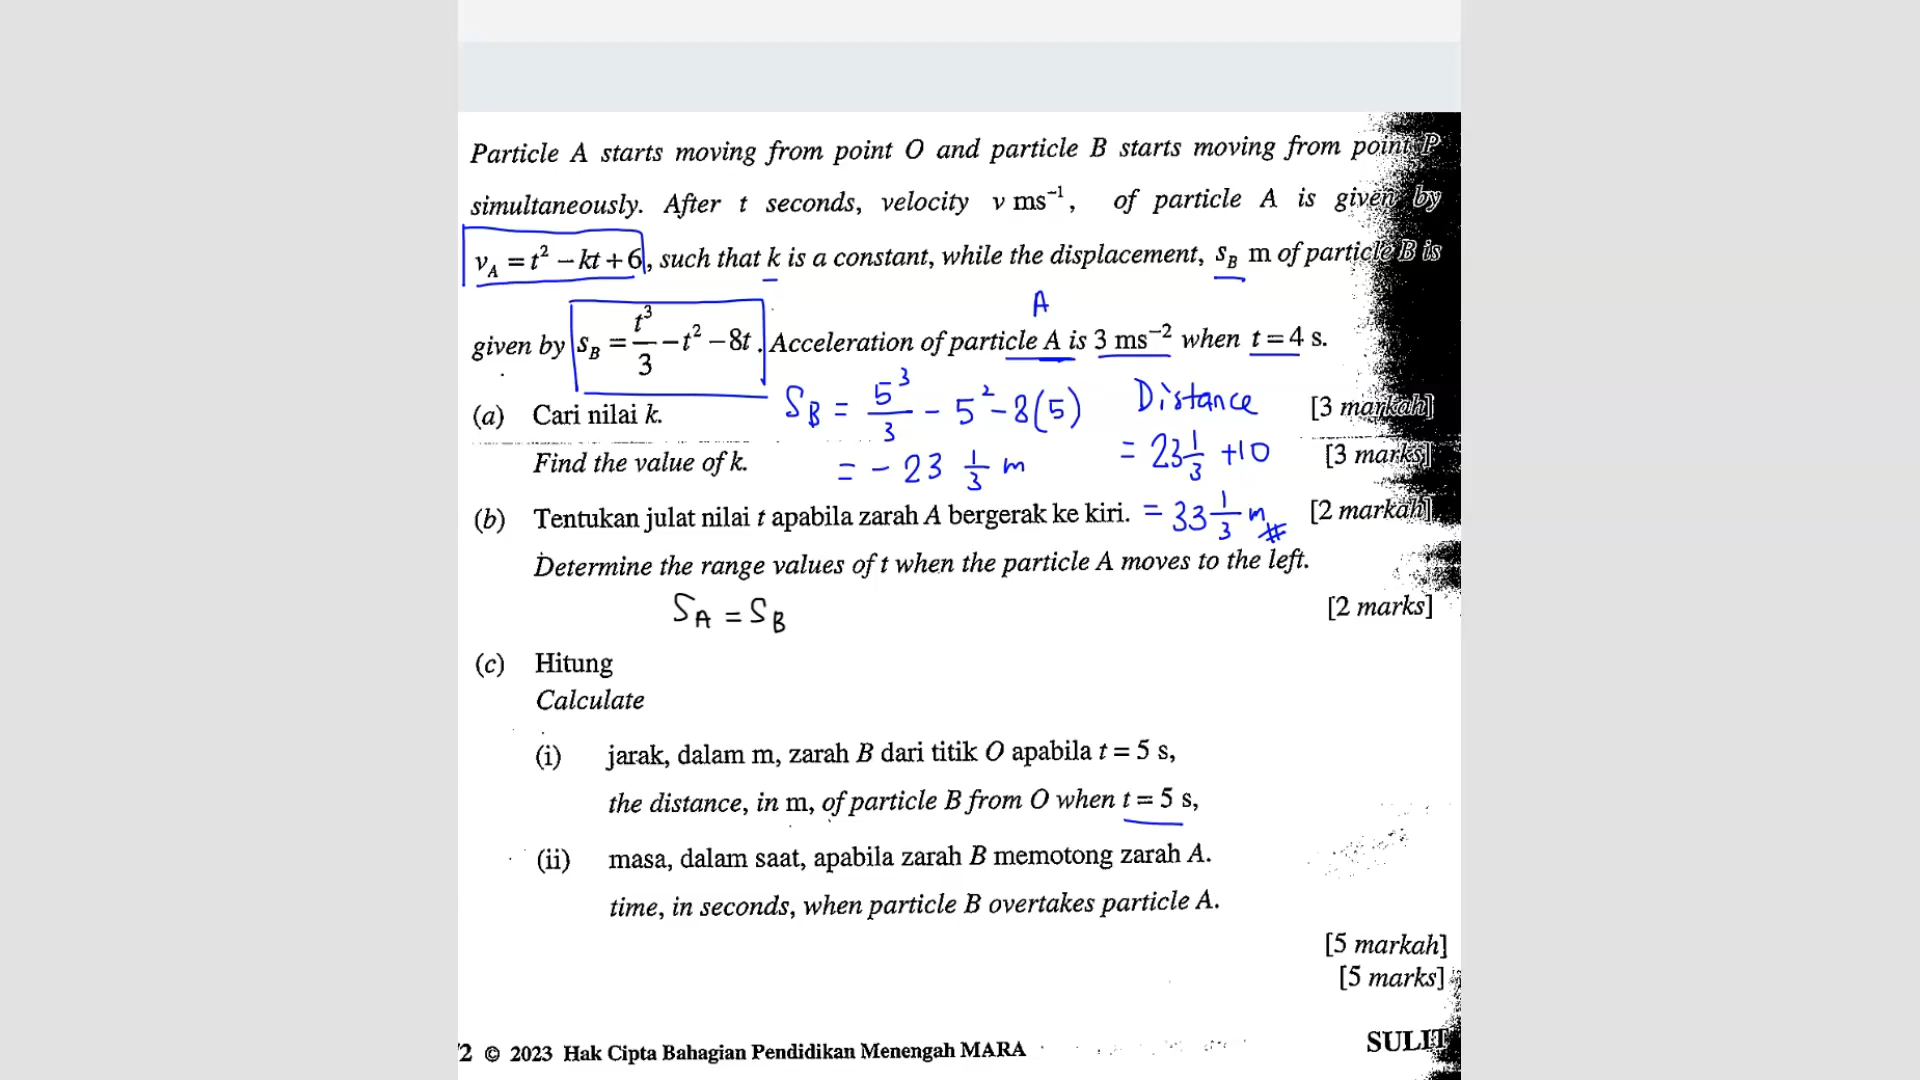 Particle A starts moving from point O and particle B starts moving from point P
simultaneously. After t seconds, velocity v ms⁻¹, of particle A is given by
v_A = t² – kt + 6, such that k is a constant, while the displacement, s_B m of particle B is
A
given by s_B = t³/3 – t² – 8t. Acceleration of particle A is 3 ms⁻² when t = 4 s.
S_B = 5³/3 – 5² – 8(5) Distance
(a) Cari nilai k. [3 markah]
= – 23 1/3 m = 23 1/3 + 10
Find the value of k. [3 marks]
(b) Tentukan julat nilai t apabila zarah A bergerak ke kiri. = 33 1/3 m # [2 markah]
Determine the range values of t when the particle A moves to the left.
S_A = S_B [2 marks]
(c) Hitung
Calculate
(i) jarak, dalam m, zarah B dari titik O apabila t = 5 s,
the distance, in m, of particle B from O when t = 5 s,
(ii) masa, dalam saat, apabila zarah B memotong zarah A.
time, in seconds, when particle B overtakes particle A.
[5 markah]
[5 marks]
2 © 2023 Hak Cipta Bahagian Pendidikan Menengah MARA SULIT